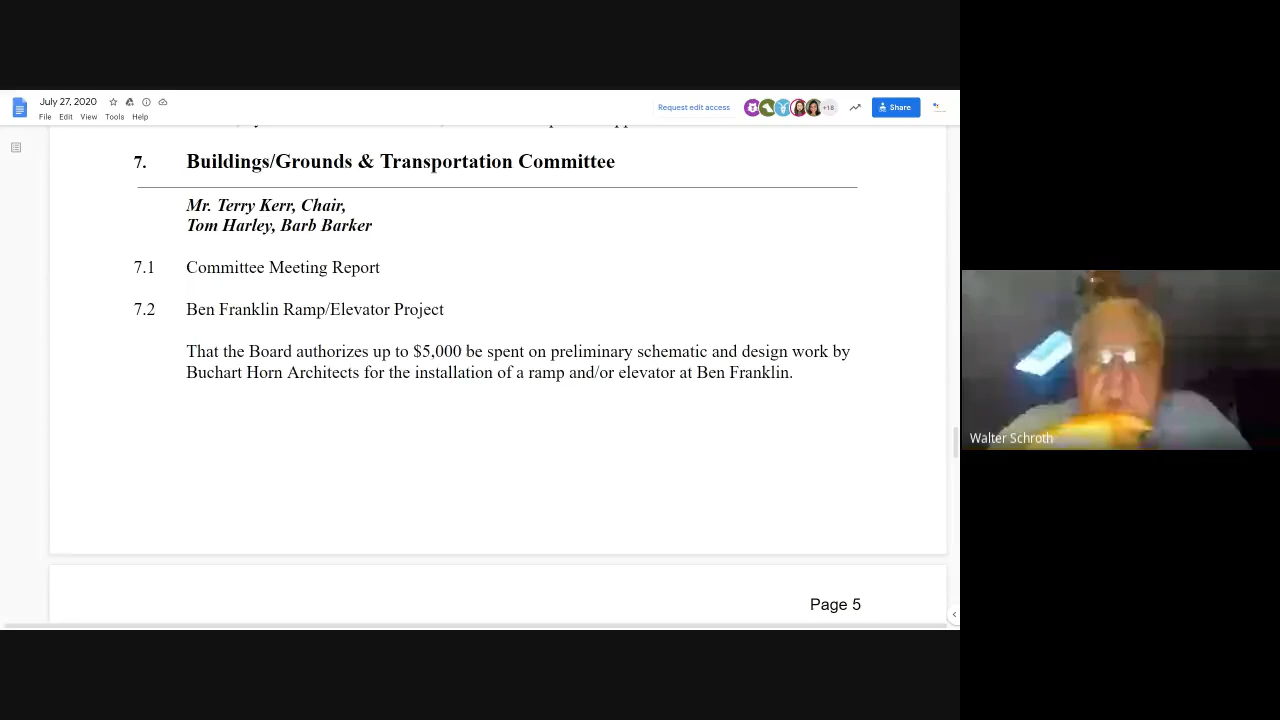 July 27, 2020
File Edit View Tools Help
Request edit access
+18
Share
7. Buildings/Grounds & Transportation Committee
Mr. Terry Kerr, Chair,
Tom Harley, Barb Barker
7.1 Committee Meeting Report
7.2 Ben Franklin Ramp/Elevator Project
That the Board authorizes up to $5,000 be spent on preliminary schematic and design work by
Buchart Horn Architects for the installation of a ramp and/or elevator at Ben Franklin.
Page 5
Walter Schroth